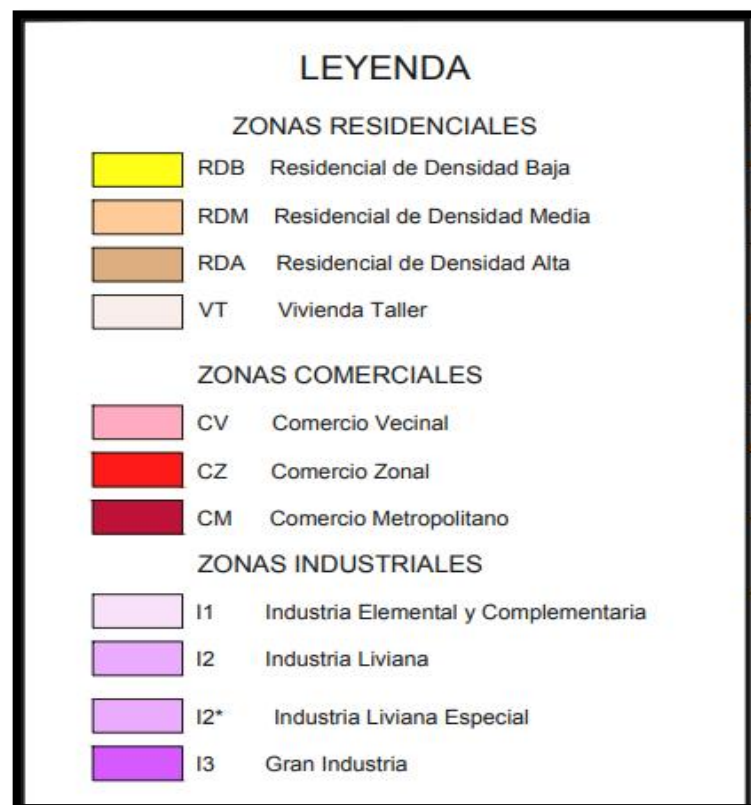 LEYENDA
ZONAS RESIDENCIALES
RDB Residencial de Densidad Baja
RDM Residencial de Densidad Media
RDA Residencial de Densidad Alta
VT Vivienda Taller
ZONAS COMERCIALES
CV Comercio Vecinal
CZ Comercio Zonal
CM Comercio Metropolitano
ZONAS INDUSTRIALES
I1 Industria Elemental y Complementaria
I2 Industria Liviana
I2* Industria Liviana Especial
I3 Gran Industria